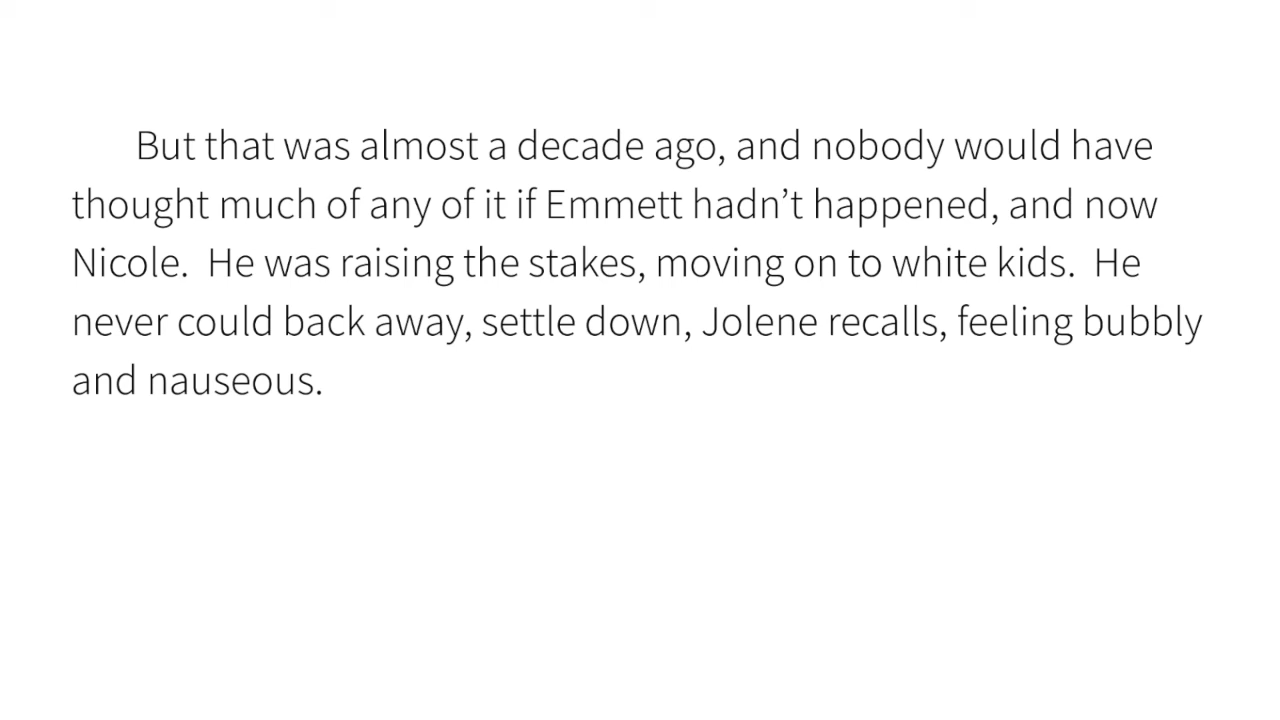 But that was almost a decade ago, and nobody would have
thought much of any of it if Emmett hadn’t happened, and now
Nicole.  He was raising the stakes, moving on to white kids.  He
never could back away, settle down, Jolene recalls, feeling bubbly
and nauseous.